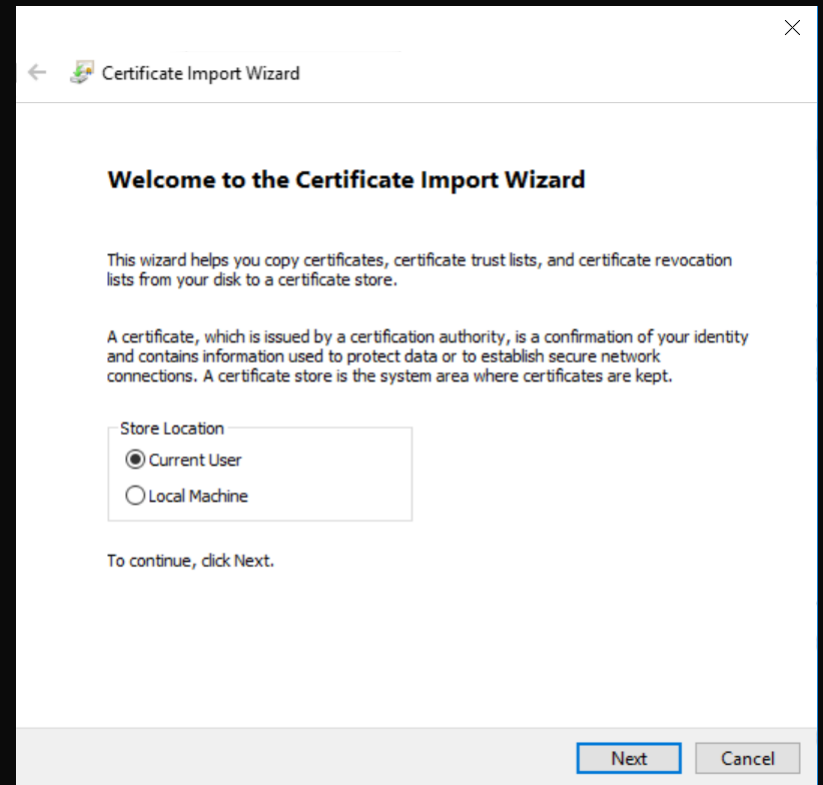 Certificate Import Wizard
Welcome to the Certificate Import Wizard
This wizard helps you copy certificates, certificate trust lists, and certificate revocation
lists from your disk to a certificate store.
A certificate, which is issued by a certification authority, is a confirmation of your identity
and contains information used to protect data or to establish secure network
connections. A certificate store is the system area where certificates are kept.
Store Location
Current User
Local Machine
To continue, click Next.
Next Cancel